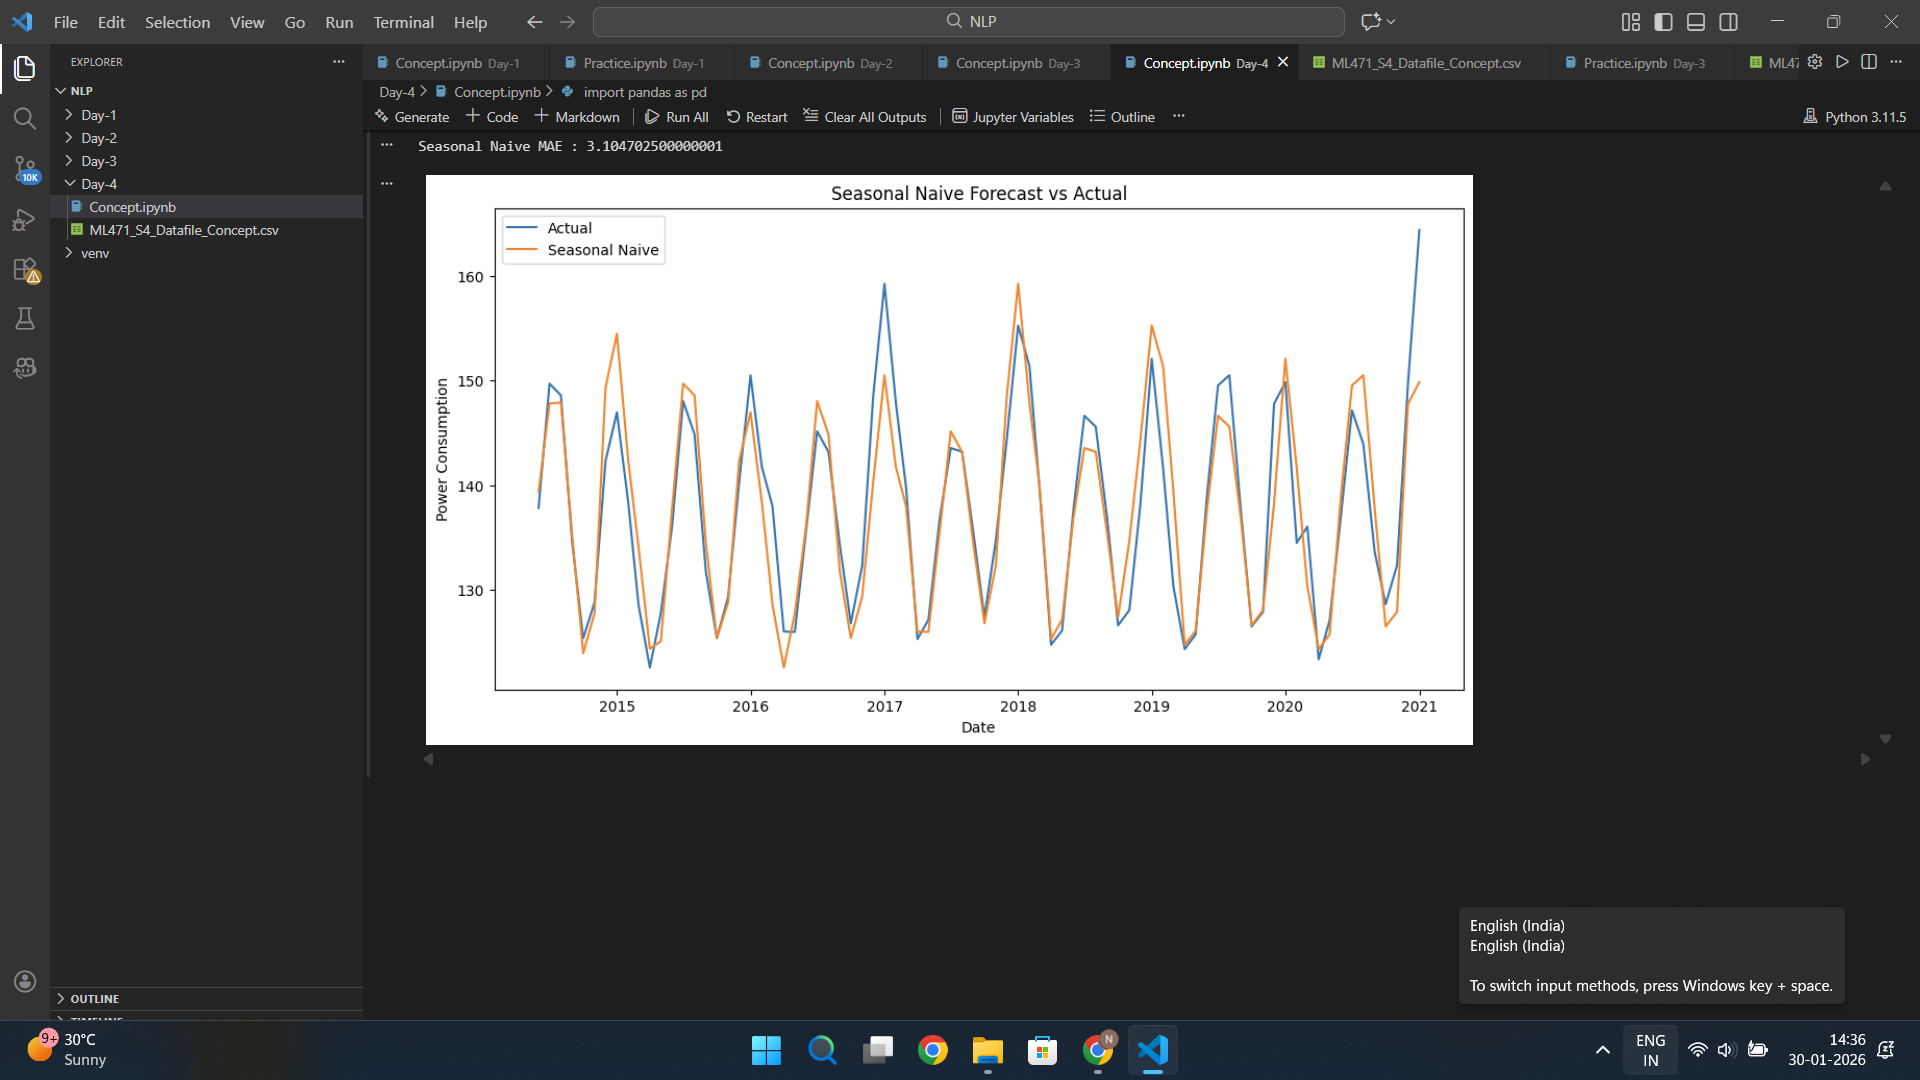 File Edit Selection View Go Run Terminal Help
NLP
EXPLORER
NLP
Day-1
Day-2
Day-3
Day-4
Concept.ipynb
ML471_S4_Datafile_Concept.csv
venv
10K
OUTLINE
Concept.ipynb Day-1
Practice.ipynb Day-1
Concept.ipynb Day-2
Concept.ipynb Day-3
Concept.ipynb Day-4
ML471_S4_Datafile_Concept.csv
Practice.ipynb Day-3
ML47
Day-4 > Concept.ipynb > import pandas as pd
Generate + Code + Markdown Run All Restart Clear All Outputs Jupyter Variables Outline ...
Python 3.11.5
Seasonal Naive MAE : 3.104702500000001
Seasonal Naive Forecast vs Actual
Actual
Seasonal Naive
Power Consumption
160
150
140
130
2015 2016 2017 2018 2019 2020 2021
Date
English (India)
English (India)
To switch input methods, press Windows key + space.
9+
30°C
Sunny
N
ENG
IN
14:36
30-01-2026